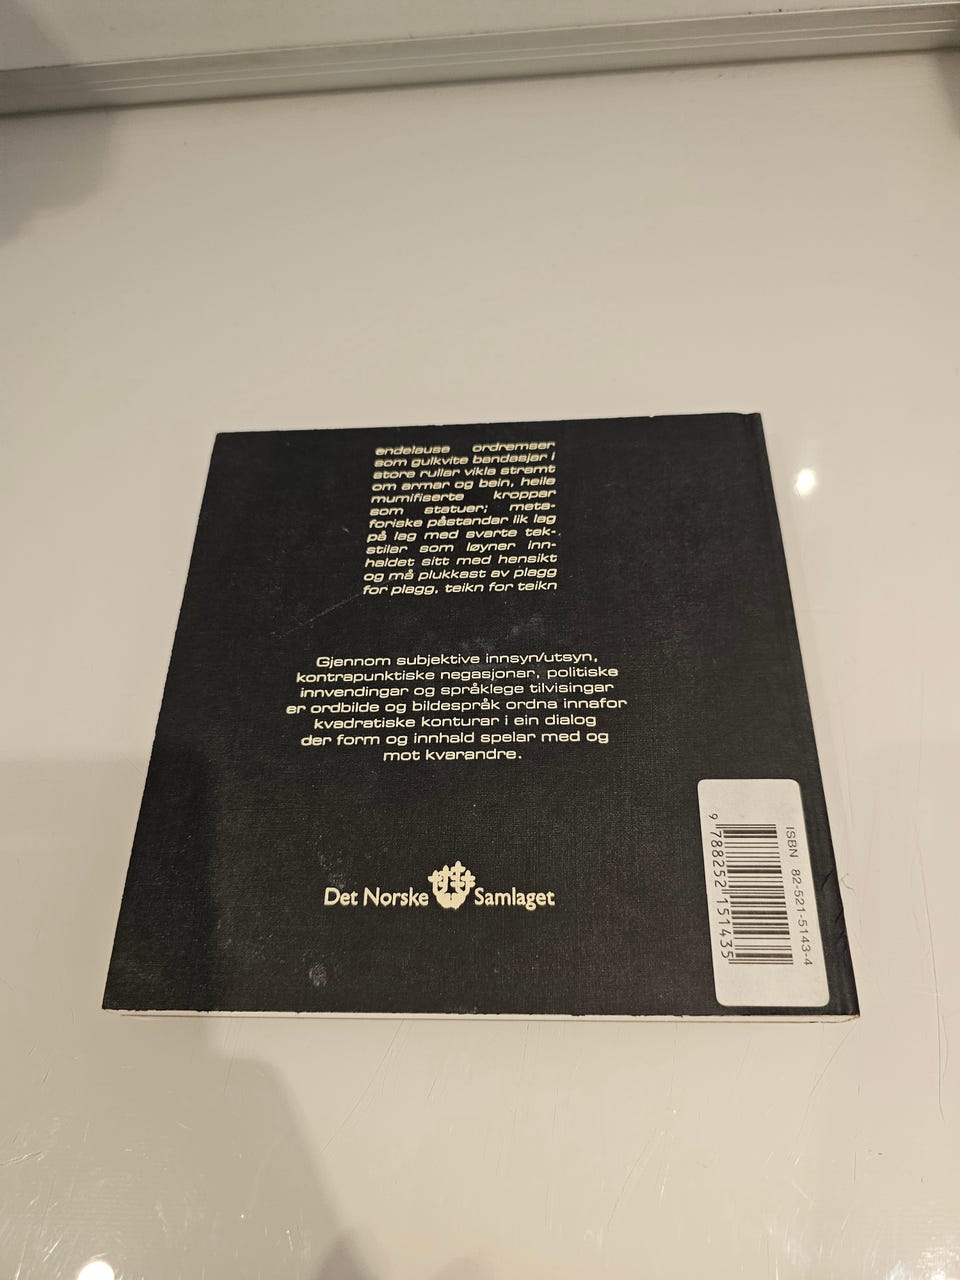 endelause ordremser
som gulkvite bandasjar i
store rullar vikla stramt
om armar og bein, heile
mumifiserte kroppar
som statuer; meta-
foriske påstandar lik lag
på lag med svarte tek-
stilar som løyner inn-
haldet sitt med hensikt
og må plukkast av plagg
for plagg, teikn for teikn
Gjennom subjektive innsyn/utsyn,
kontrapunktiske negasjonar, politiske
innvendingar og språklege tilvisingar
er ordbilde og bildespråk ordna innafor
kvadratiske konturar i ein dialog
der form og innhald spelar med og
mot kvarandre.
Det Norske Samlaget
ISBN 82-521-5143-4
9 788252 151435